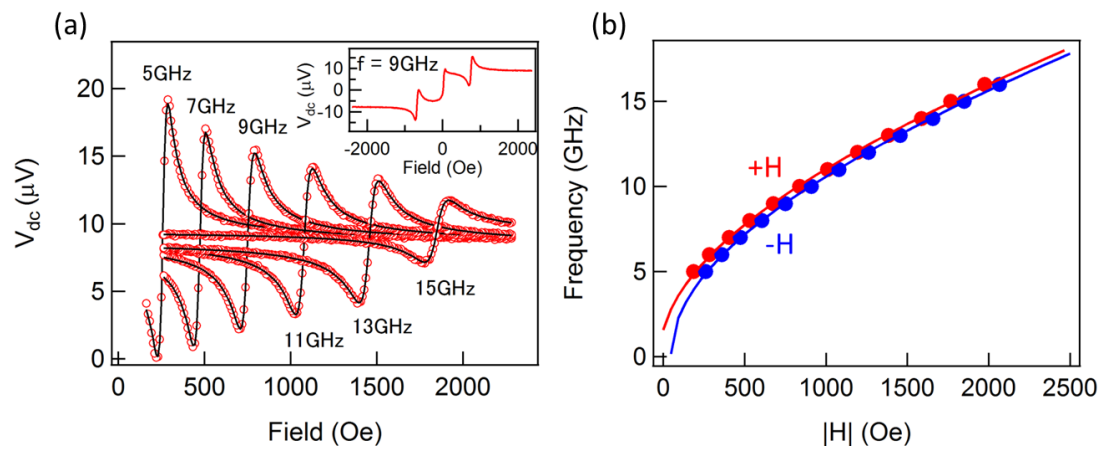 (a)
20
15
10
5
0
V_dc (μV)
5GHz
7GHz
9GHz
11GHz
13GHz
15GHz
0 500 1000 1500 2000
Field (Oe)
f = 9GHz
15
10
0
-10
V_dc (μV)
-2000 0 2000
Field (Oe)
(b)
15
10
5
0
Frequency (GHz)
+H
-H
0 500 1000 1500 2000 2500
|H| (Oe)